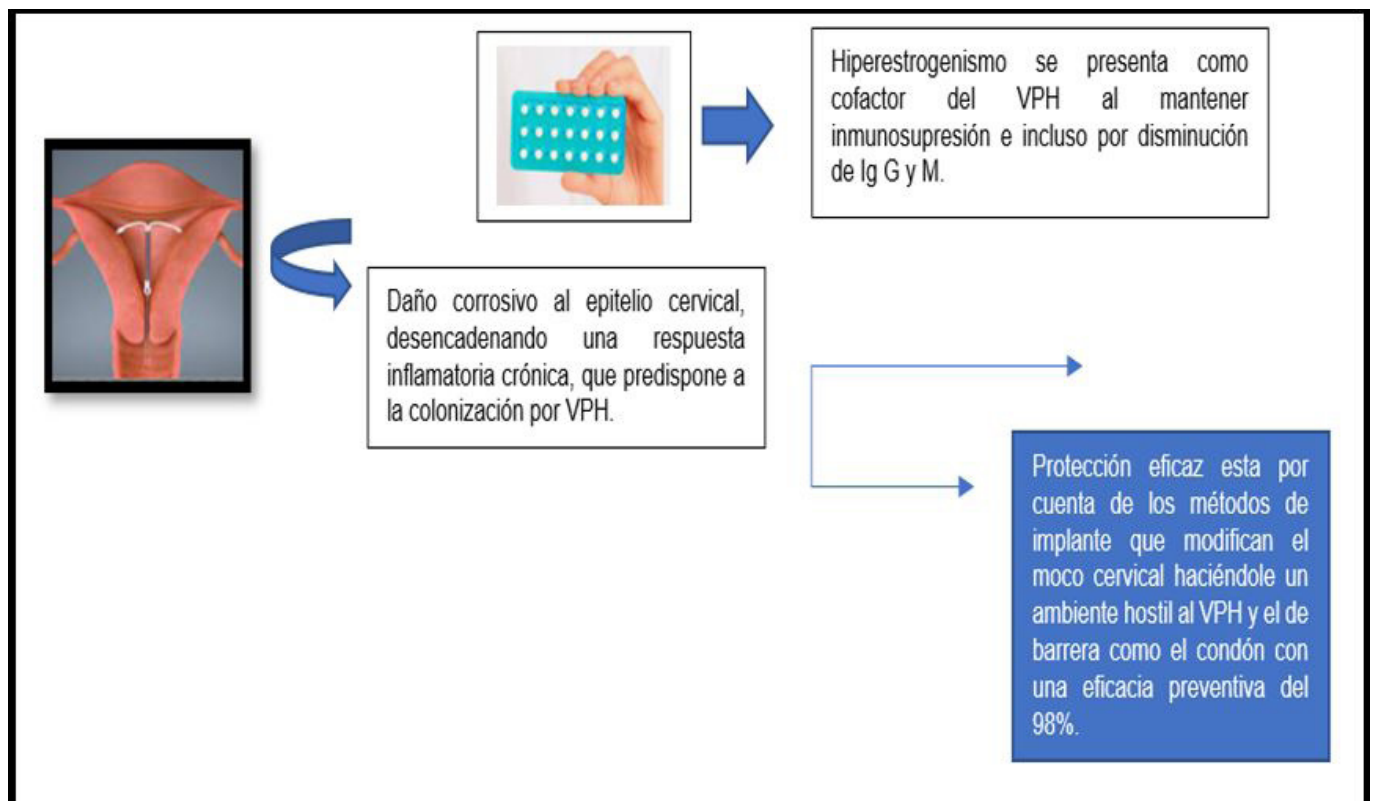 Hiperestrogenismo se presenta como
cofactor del VPH al mantener
inmunosupresión e incluso por disminución
de Ig G y M.
Daño corrosivo al epitelio cervical,
desencadenando una respuesta
inflamatoria crónica, que predispone a
la colonización por VPH.
Protección eficaz esta por
cuenta de los métodos de
implante que modifican el
moco cervical haciéndole un
ambiente hostil al VPH y el de
barrera como el condón con
una eficacia preventiva del
98%.